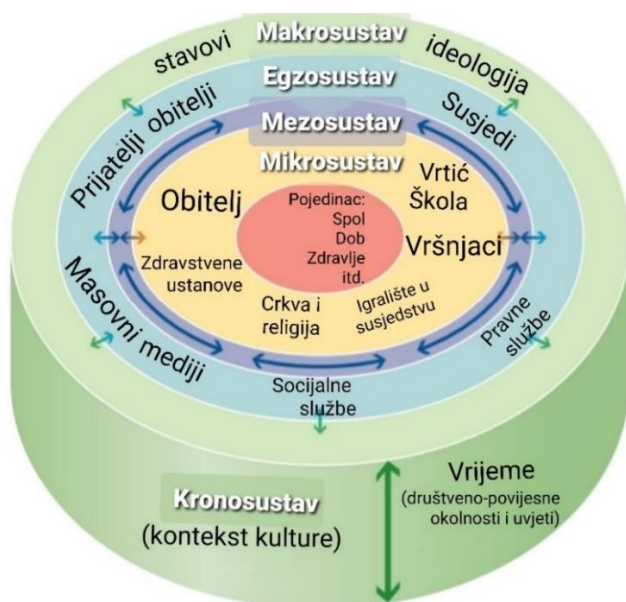 Makrosustav
stavovi
ideologija
Egzosustav
Prijatelji obitelji
Susjedi
Mezosustav
Mikrosustav
Obitelj
Vrtić
Škola
Pojedinac:
Spol
Dob
Zdravlje
itd.
Vršnjaci
Zdravstvene
ustanove
Crkva i
religija
Igralište u
susjedstvu
Masovni mediji
Socijalne
službe
Pravne
službe
Kronosustav
(kontekst kulture)
Vrijeme
(društveno-povijesne
okolnosti i uvjeti)